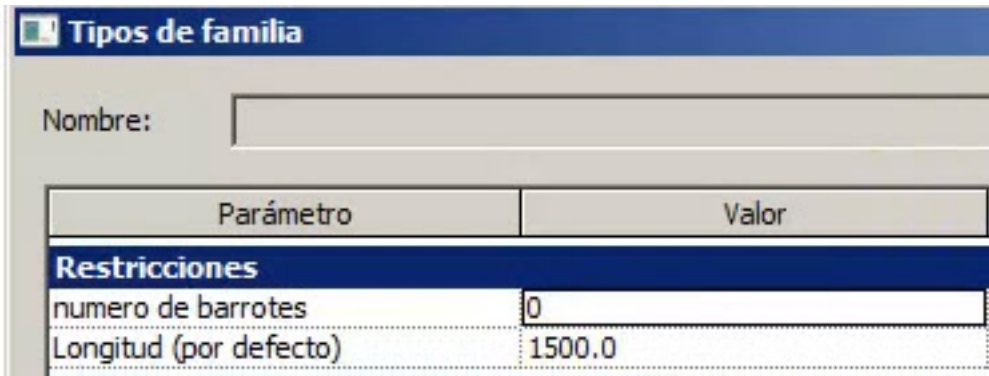 Tipos de familia
Nombre:
Parámetro Valor
Restricciones
numero de barrotes 0
Longitud (por defecto) 1500.0